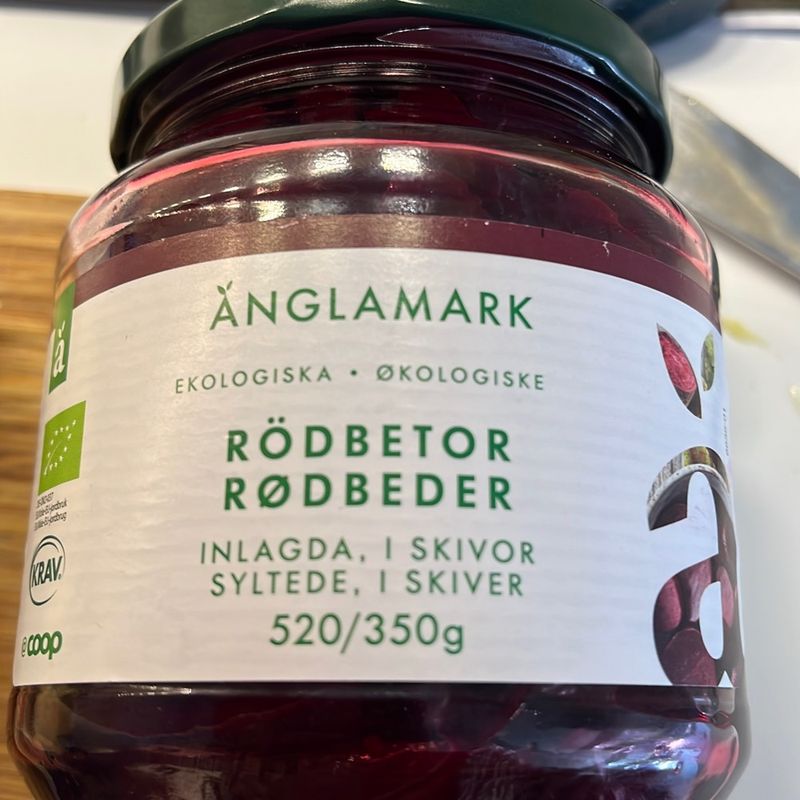 ÄNGLAMARK
EKOLOGISKA • ØKOLOGISKE
RÖDBETOR
RØDBEDER
INLAGDA, I SKIVOR
SYLTEDE, I SKIVER
520/350g
ä
KRAV
coop
ä